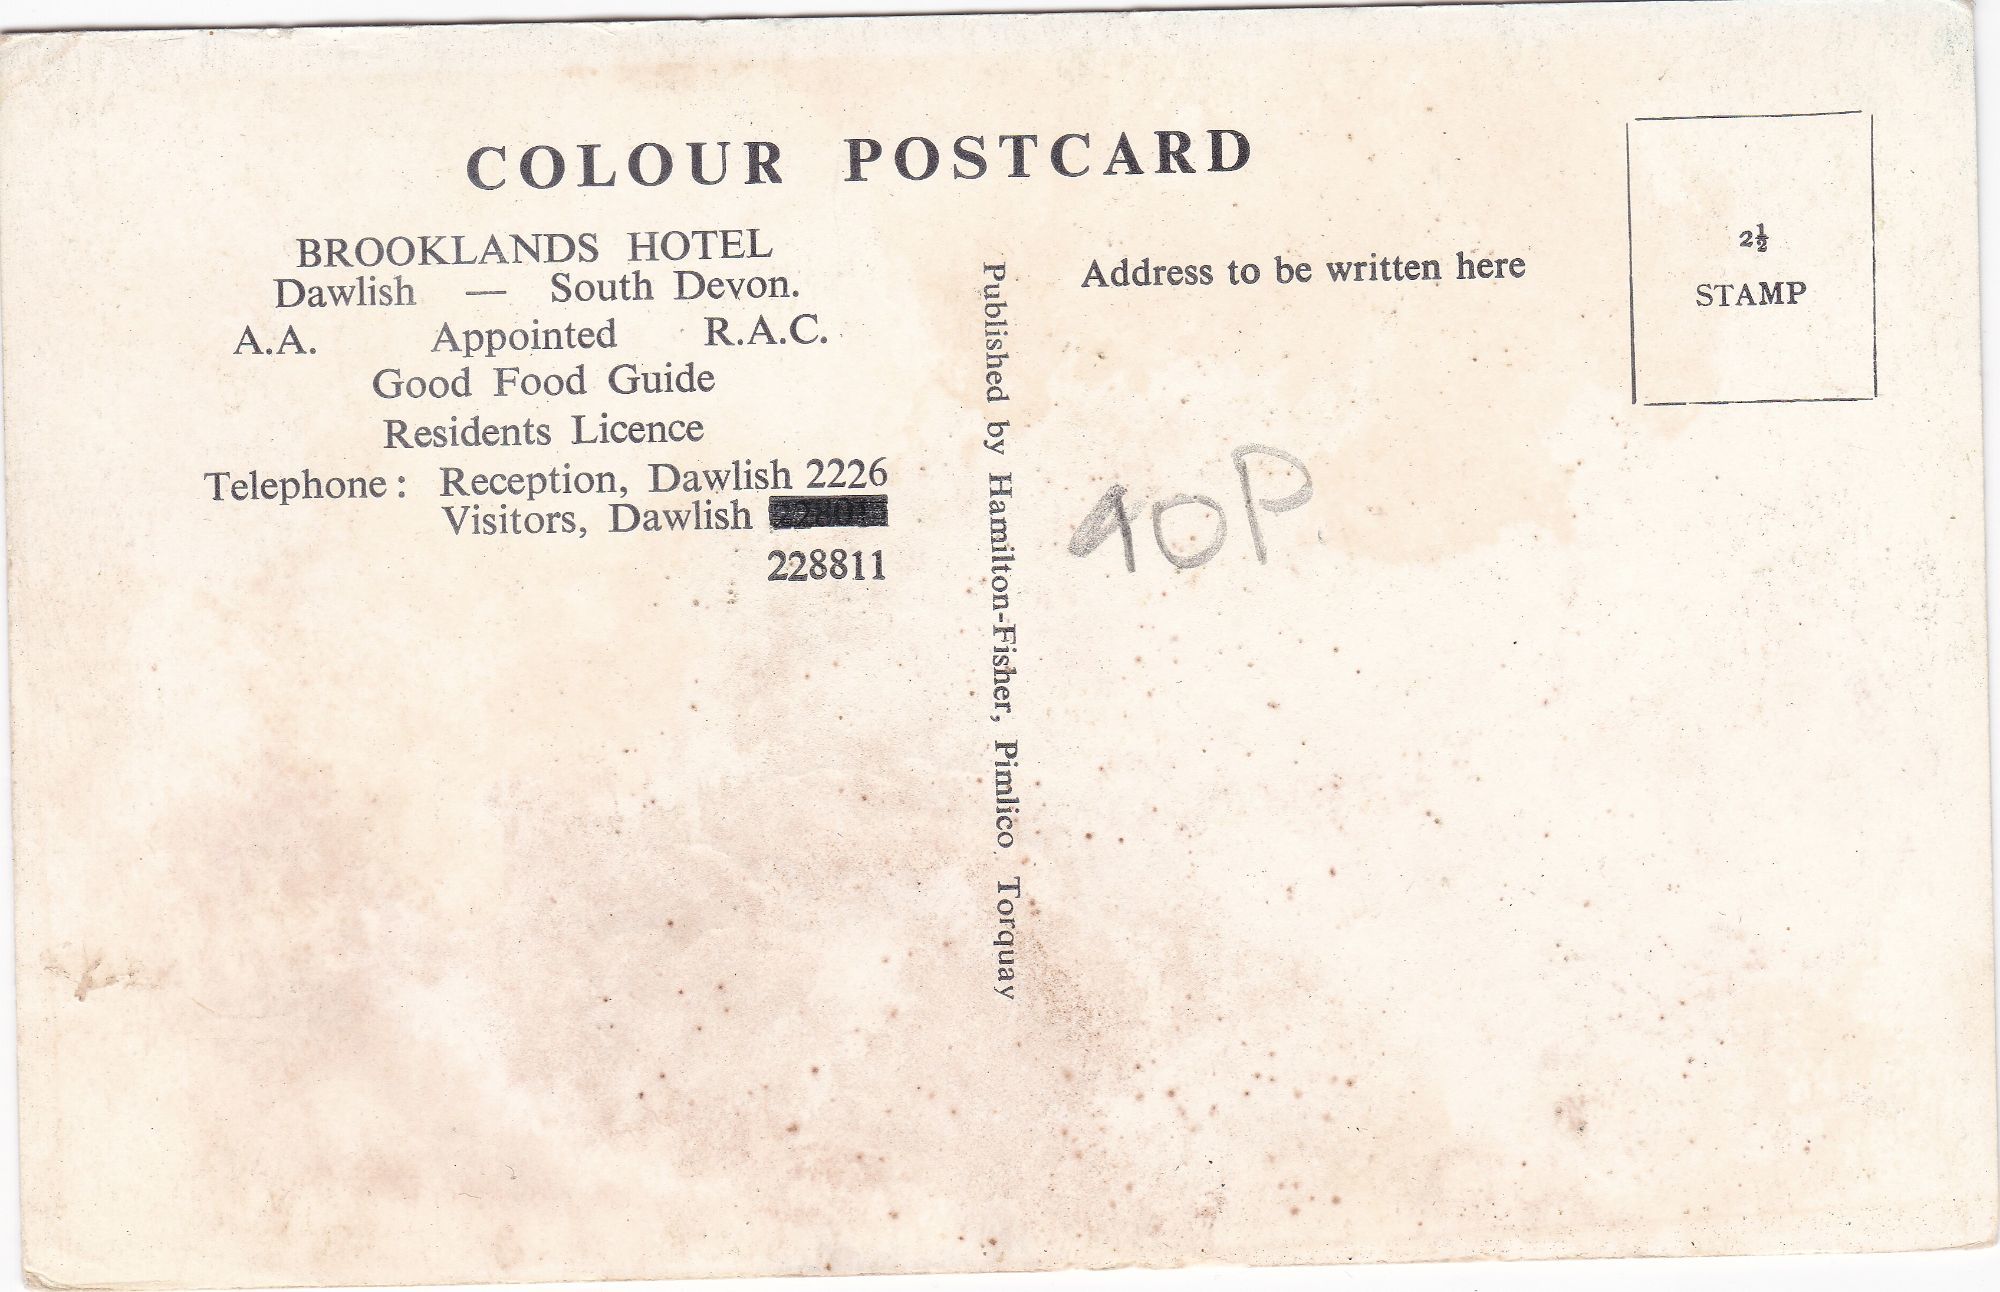 COLOUR POSTCARD
BROOKLANDS HOTEL
Dawlish — South Devon.
A.A. Appointed R.A.C.
Good Food Guide
Residents Licence
Telephone: Reception, Dawlish 2226
Visitors, Dawlish
228811
Published by Hamilton-Fisher, Pimlico, Torquay
Address to be written here
2½
STAMP
90P